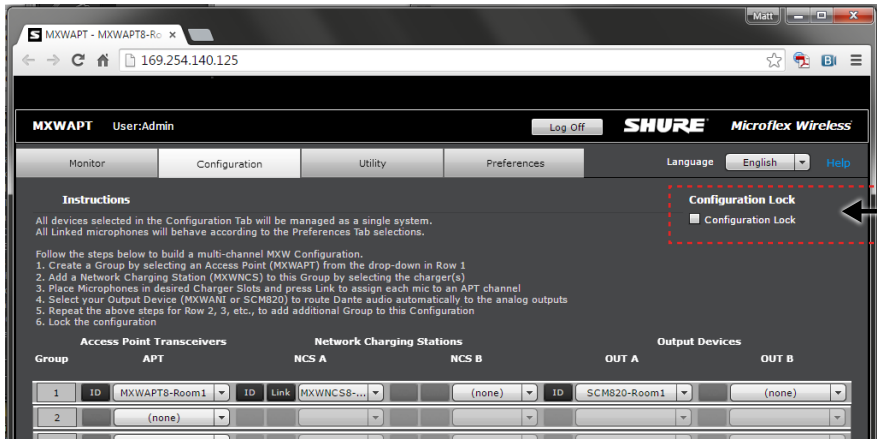 Matt
S MXWAPT - MXWAPT8-Ro ×
169.254.140.125
MXWAPT User:Admin Log Off SHURE Microflex Wireless
Monitor Configuration Utility Preferences Language English Help
Instructions
Configuration Lock
Configuration Lock
All devices selected in the Configuration Tab will be managed as a single system.
All Linked microphones will behave according to the Preferences Tab selections.
Follow the steps below to build a multi-channel MXW Configuration.
1. Create a Group by selecting an Access Point (MXWAPT) from the drop-down in Row 1
2. Add a Network Charging Station (MXWNCS) to this Group by selecting the charger(s)
3. Place Microphones in desired Charger Slots and press Link to assign each mic to an APT channel
4. Select your Output Device (MXWANI or SCM820) to route Dante audio automatically to the analog outputs
5. Repeat the above steps for Row 2, 3, etc., to add additional Group to this Configuration
6. Lock the configuration
Access Point Transceivers Network Charging Stations Output Devices
Group APT NCS A NCS B OUT A OUT B
1 ID MXWAPT8-Room1 ID Link MXWNCS8-... (none) ID SCM820-Room1 (none)
2 (none)